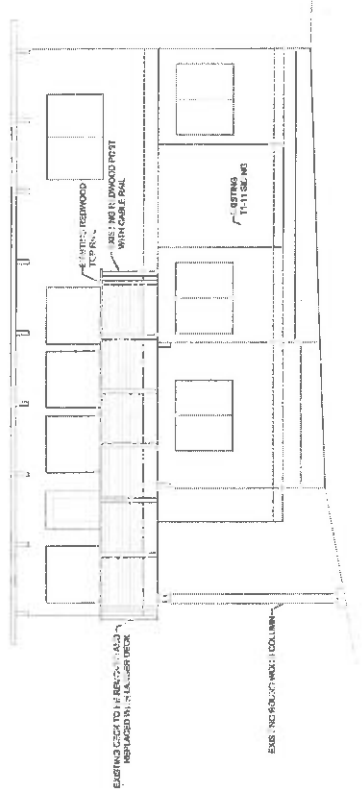 EXISTING REDWOOD
TOP RAIL
EXISTING REDWOOD POST
WITH CABLE RAIL
EXISTING
T1-11 SIDING
EXISTING DECK TO BE REMOVED AND
REPLACED WITH LARGER DECK
EXISTING ROUND WOOD COLUMN